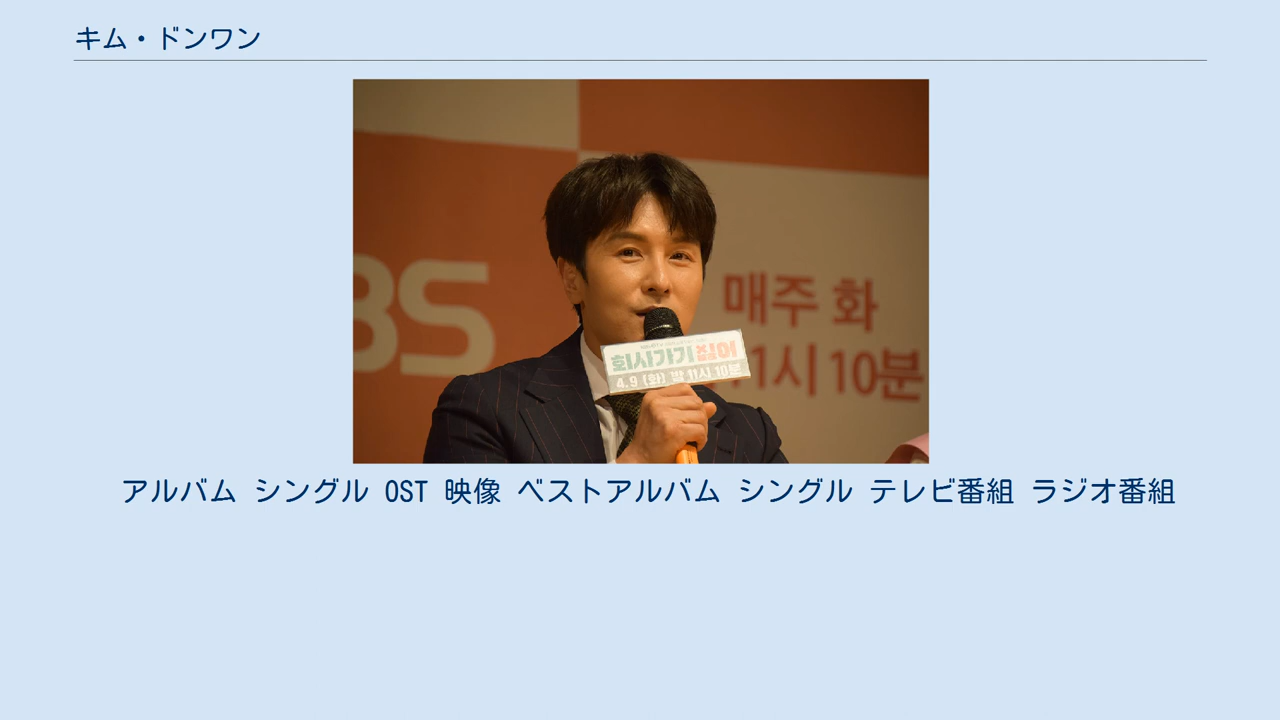 キム・ドンワン
BS
매주 화
11시 10분
회사가기싫어
4.9 (화) 밤 11시 10분
アルバム シングル OST 映像 ベストアルバム シングル テレビ番組 ラジオ番組